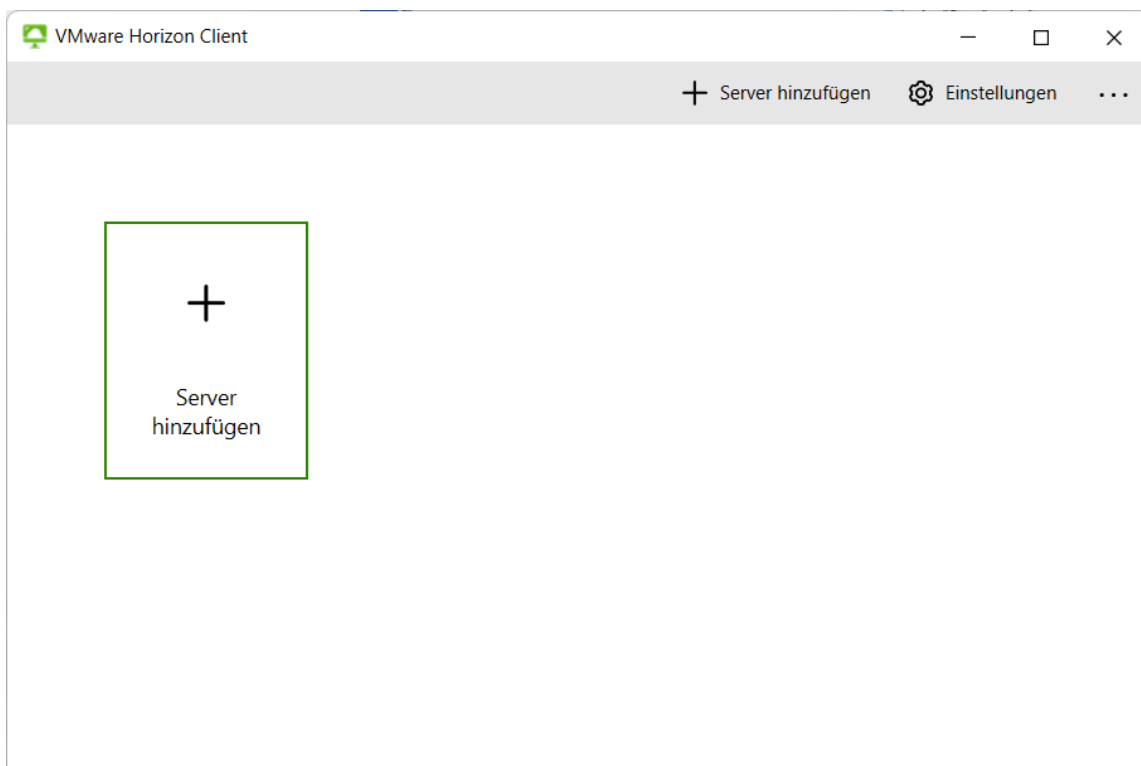 VMware Horizon Client
Server hinzufügen
Einstellungen
Server
hinzufügen